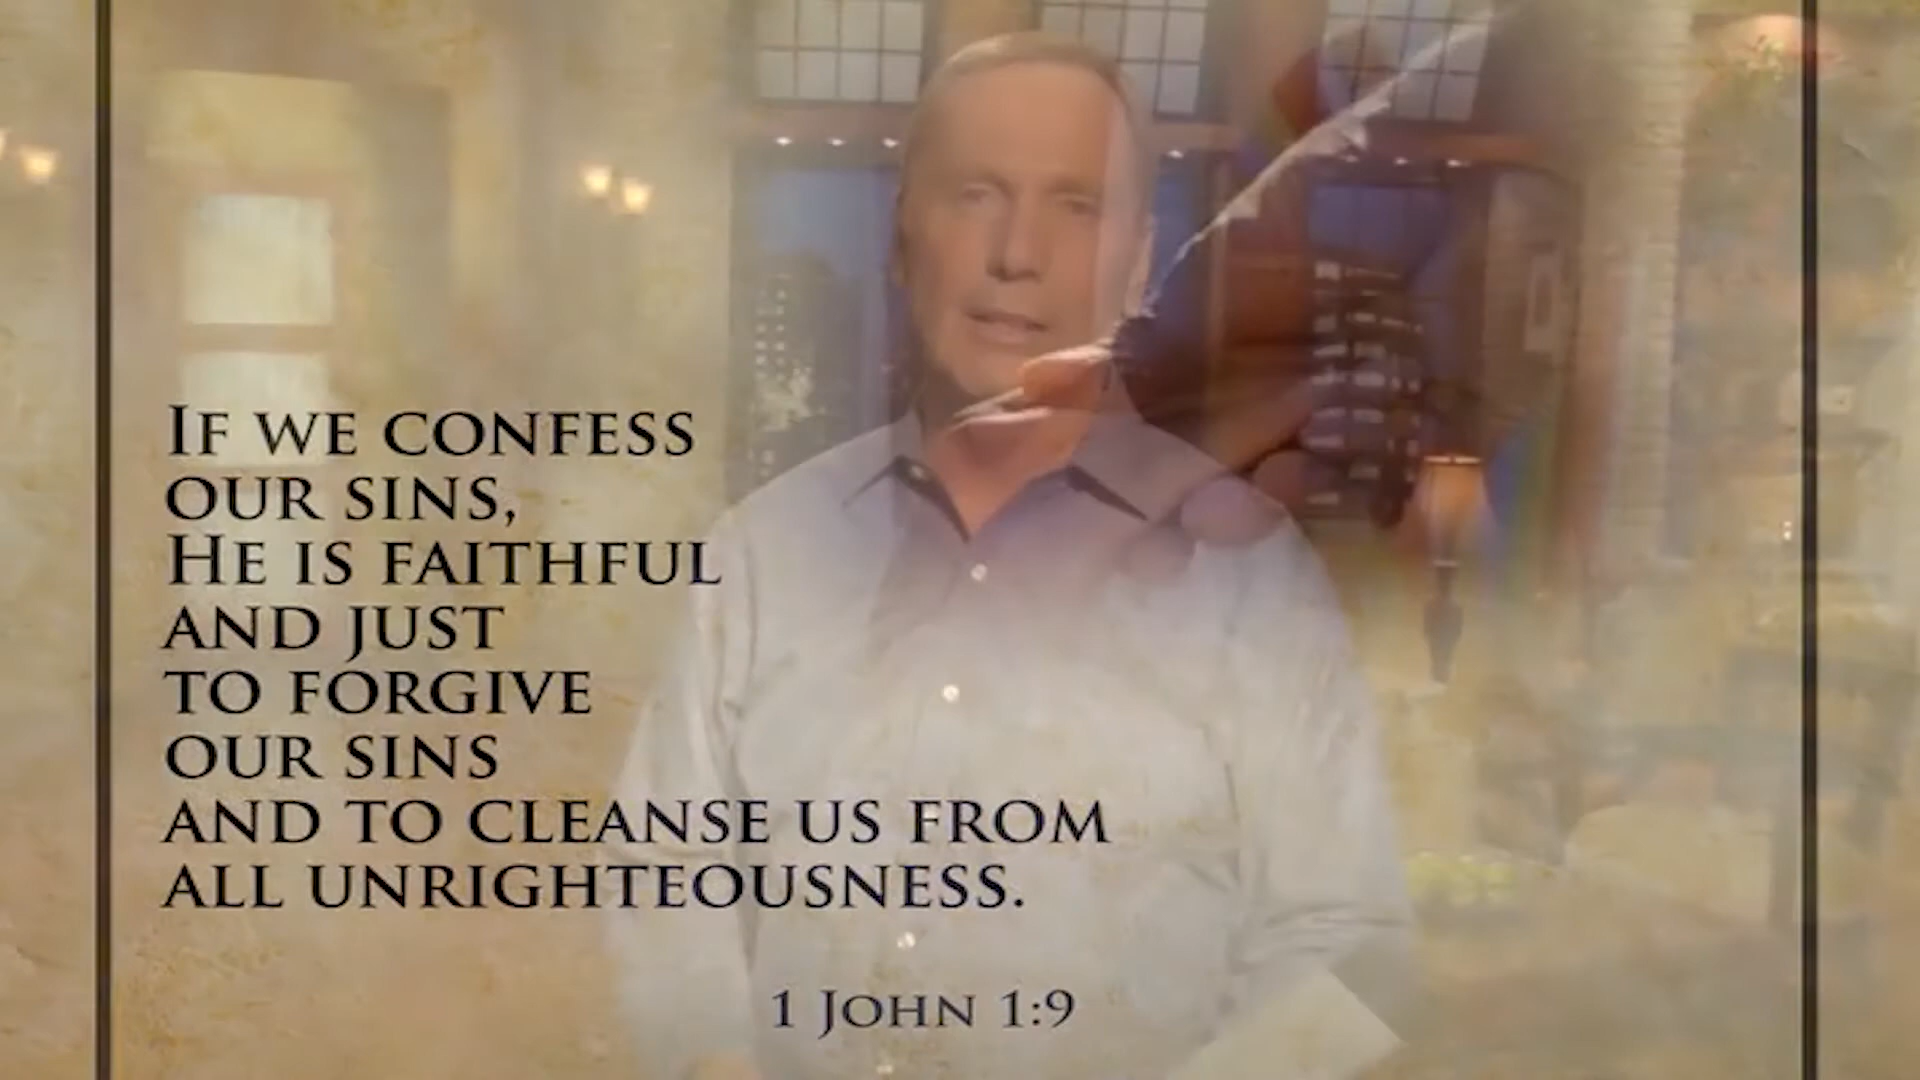 If we confess
our sins,
He is faithful
and just
to forgive
our sins
and to cleanse us from
all unrighteousness.
1 John 1:9